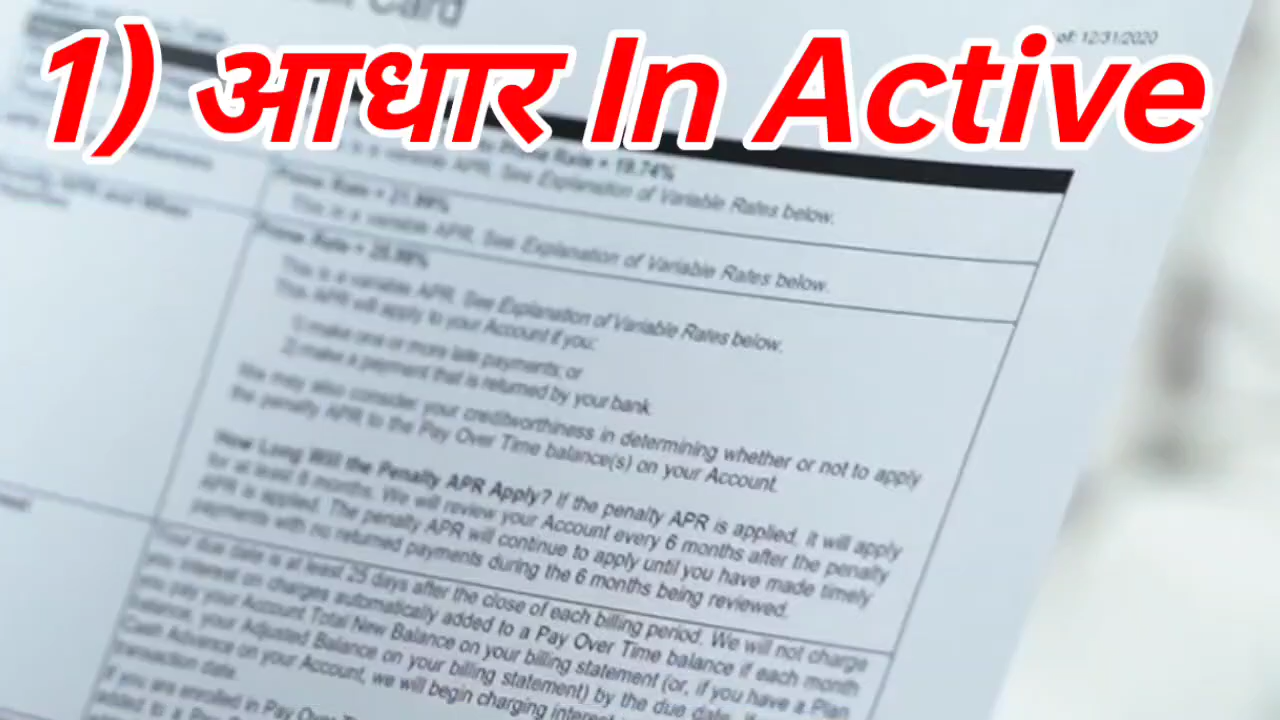 Card
1) आधार In Active
of: 12/31/2020
Prime Rate + 19.74%
This is a variable APR. See Explanation of Variable Rates below.
Prime Rate + 21.99%
This is a variable APR. See Explanation of Variable Rates below.
This is a variable APR. See Explanation of Variable Rates below.
This APR will apply to your Account if you:
1) make one or more late payments; or
2) make a payment that is returned by your bank.
We may also consider your creditworthiness in determining whether or not to apply
the penalty APR to the Pay Over Time balance(s) on your Account.
How Long Will the Penalty APR Apply? If the penalty APR is applied, it will apply
for at least 6 months. We will review your Account every 6 months after the penalty
APR is applied. The penalty APR will continue to apply until you have made timely
payments with no returned payments during the 6 months being reviewed.
Your due date is at least 25 days after the close of each billing period. We will not charge
you interest on charges automatically added to a Pay Over Time balance if each month
you pay your Account Total New Balance on your billing statement (or, if you have a Plan
balance, your Adjusted Balance on your billing statement) by the due date.
Cash Advance on your Account, we will begin charging interest
transaction date.
If you are enrolled in Pay Over
added to a